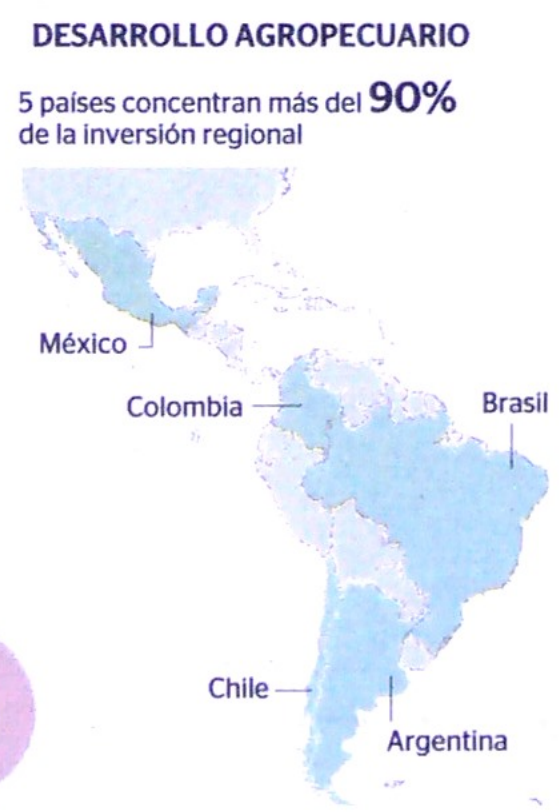 DESARROLLO AGROPECUARIO
5 países concentran más del 90%
de la inversión regional
México
Colombia
Brasil
Chile
Argentina